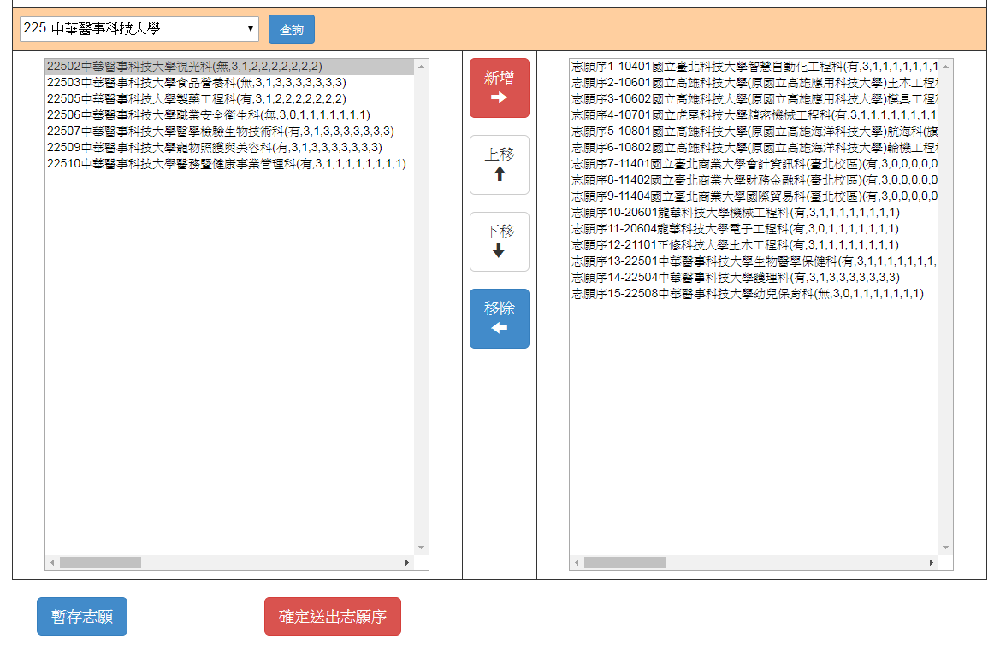 225 中華醫事科技大學
查詢
22502中華醫事科技大學視光科(無,3,1,2,2,2,2,2,2,2)
22503中華醫事科技大學食品營養科(無,3,1,3,3,3,3,3,3,3)
22505中華醫事科技大學製藥工程科(有,3,1,2,2,2,2,2,2,2)
22506中華醫事科技大學職業安全衛生科(無,3,0,1,1,1,1,1,1,1)
22507中華醫事科技大學醫學檢驗生物技術科(有,3,1,3,3,3,3,3,3,3)
22509中華醫事科技大學寵物照護與美容科(有,3,1,3,3,3,3,3,3,3)
22510中華醫事科技大學醫務暨健康事業管理科(有,3,1,1,1,1,1,1,1,1)
新增
上移
下移
移除
志願序1-10401國立臺北科技大學智慧自動化工程科(有,3,1,1,1,1,1,1,1
志願序2-10601國立高雄科技大學(原國立高雄應用科技大學)土木工程科
志願序3-10602國立高雄科技大學(原國立高雄應用科技大學)模具工程科
志願序4-10701國立虎尾科技大學精密機械工程科(有,3,1,1,1,1,1,1,1,1)
志願序5-10801國立高雄科技大學(原國立高雄海洋科技大學)航海科(旗
志願序6-10802國立高雄科技大學(原國立高雄海洋科技大學)輪機工程科
志願序7-11401國立臺北商業大學會計資訊科(臺北校區)(有,3,0,0,0,0,0
志願序8-11402國立臺北商業大學財務金融科(臺北校區)(有,3,0,0,0,0,0
志願序9-11404國立臺北商業大學國際貿易科(臺北校區)(有,3,0,0,0,0,0
志願序10-20601龍華科技大學機械工程科(有,3,1,1,1,1,1,1,1,1)
志願序11-20604龍華科技大學電子工程科(有,3,0,1,1,1,1,1,1,1)
志願序12-21101正修科技大學土木工程科(有,3,1,1,1,1,1,1,1,1)
志願序13-22501中華醫事科技大學生物醫學保健科(有,3,1,1,1,1,1,1,1,1
志願序14-22504中華醫事科技大學護理科(有,3,1,3,3,3,3,3,3,3)
志願序15-22508中華醫事科技大學幼兒保育科(無,3,0,1,1,1,1,1,1,1)
暫存志願
確定送出志願序